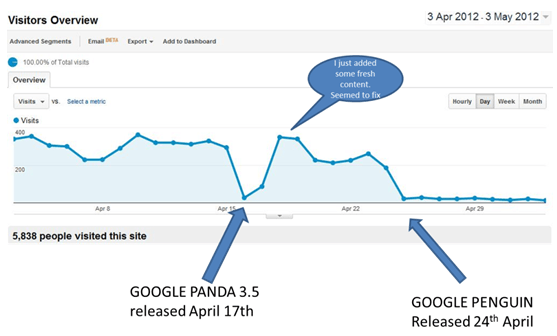 Visitors Overview
3 Apr 2012 - 3 May 2012
Advanced Segments Email BETA Export Add to Dashboard
100.00% of Total visits
Overview
Visits vs. Select a metric
Hourly Day Week Month
I just added
some fresh
content.
Seemed to fix
Visits
400
200
Apr 8 Apr 15 Apr 22 Apr 29
5,838 people visited this site
GOOGLE PANDA 3.5
released April 17th
GOOGLE PENGUIN
Released 24th April